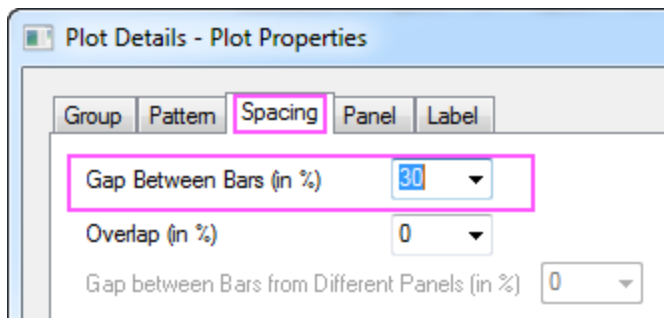 Plot Details - Plot Properties
Group Pattern Spacing Panel Label
Gap Between Bars (in %) 30
Overlap (in %) 0
Gap between Bars from Different Panels (in %) 0